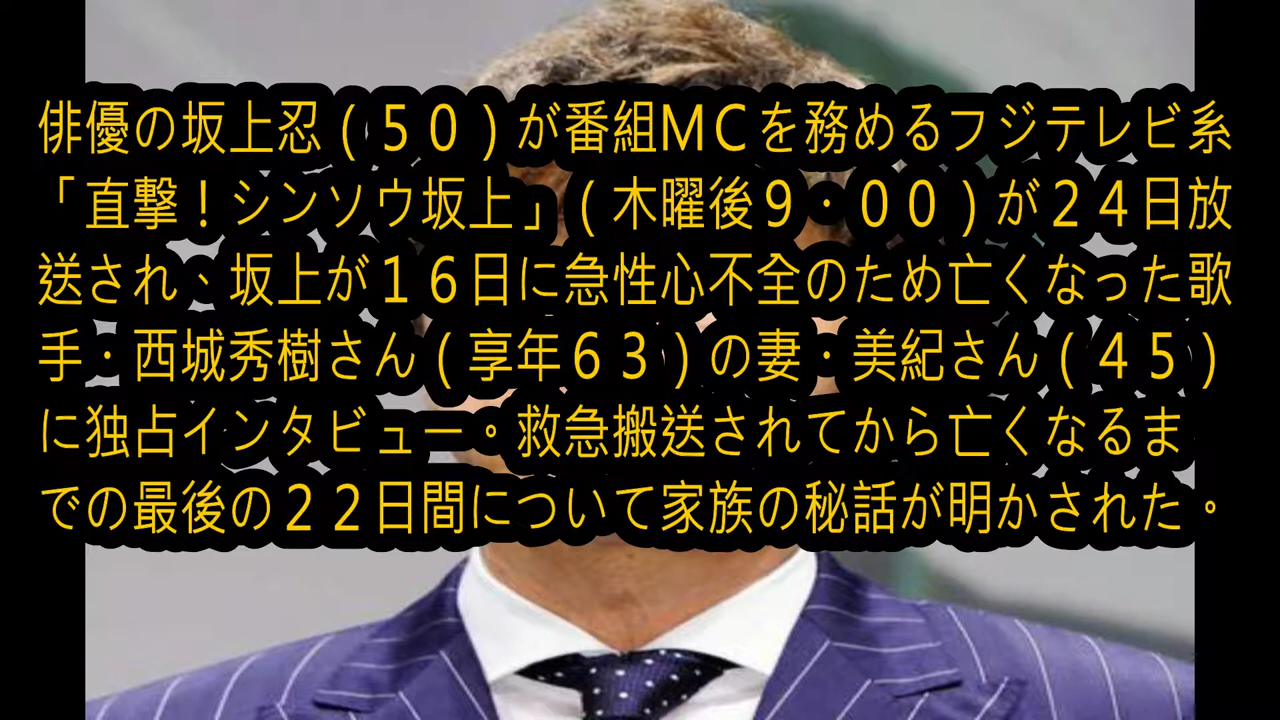 俳優の坂上忍（５０）が番組ＭＣを務めるフジテレビ系
「直撃！シンソウ坂上」（木曜後９・００）が２４日放
送され、坂上が１６日に急性心不全のため亡くなった歌
手・西城秀樹さん（享年６３）の妻・美紀さん（４５）
に独占インタビュー。救急搬送されてから亡くなるま
での最後の２２日間について家族の秘話が明かされた。